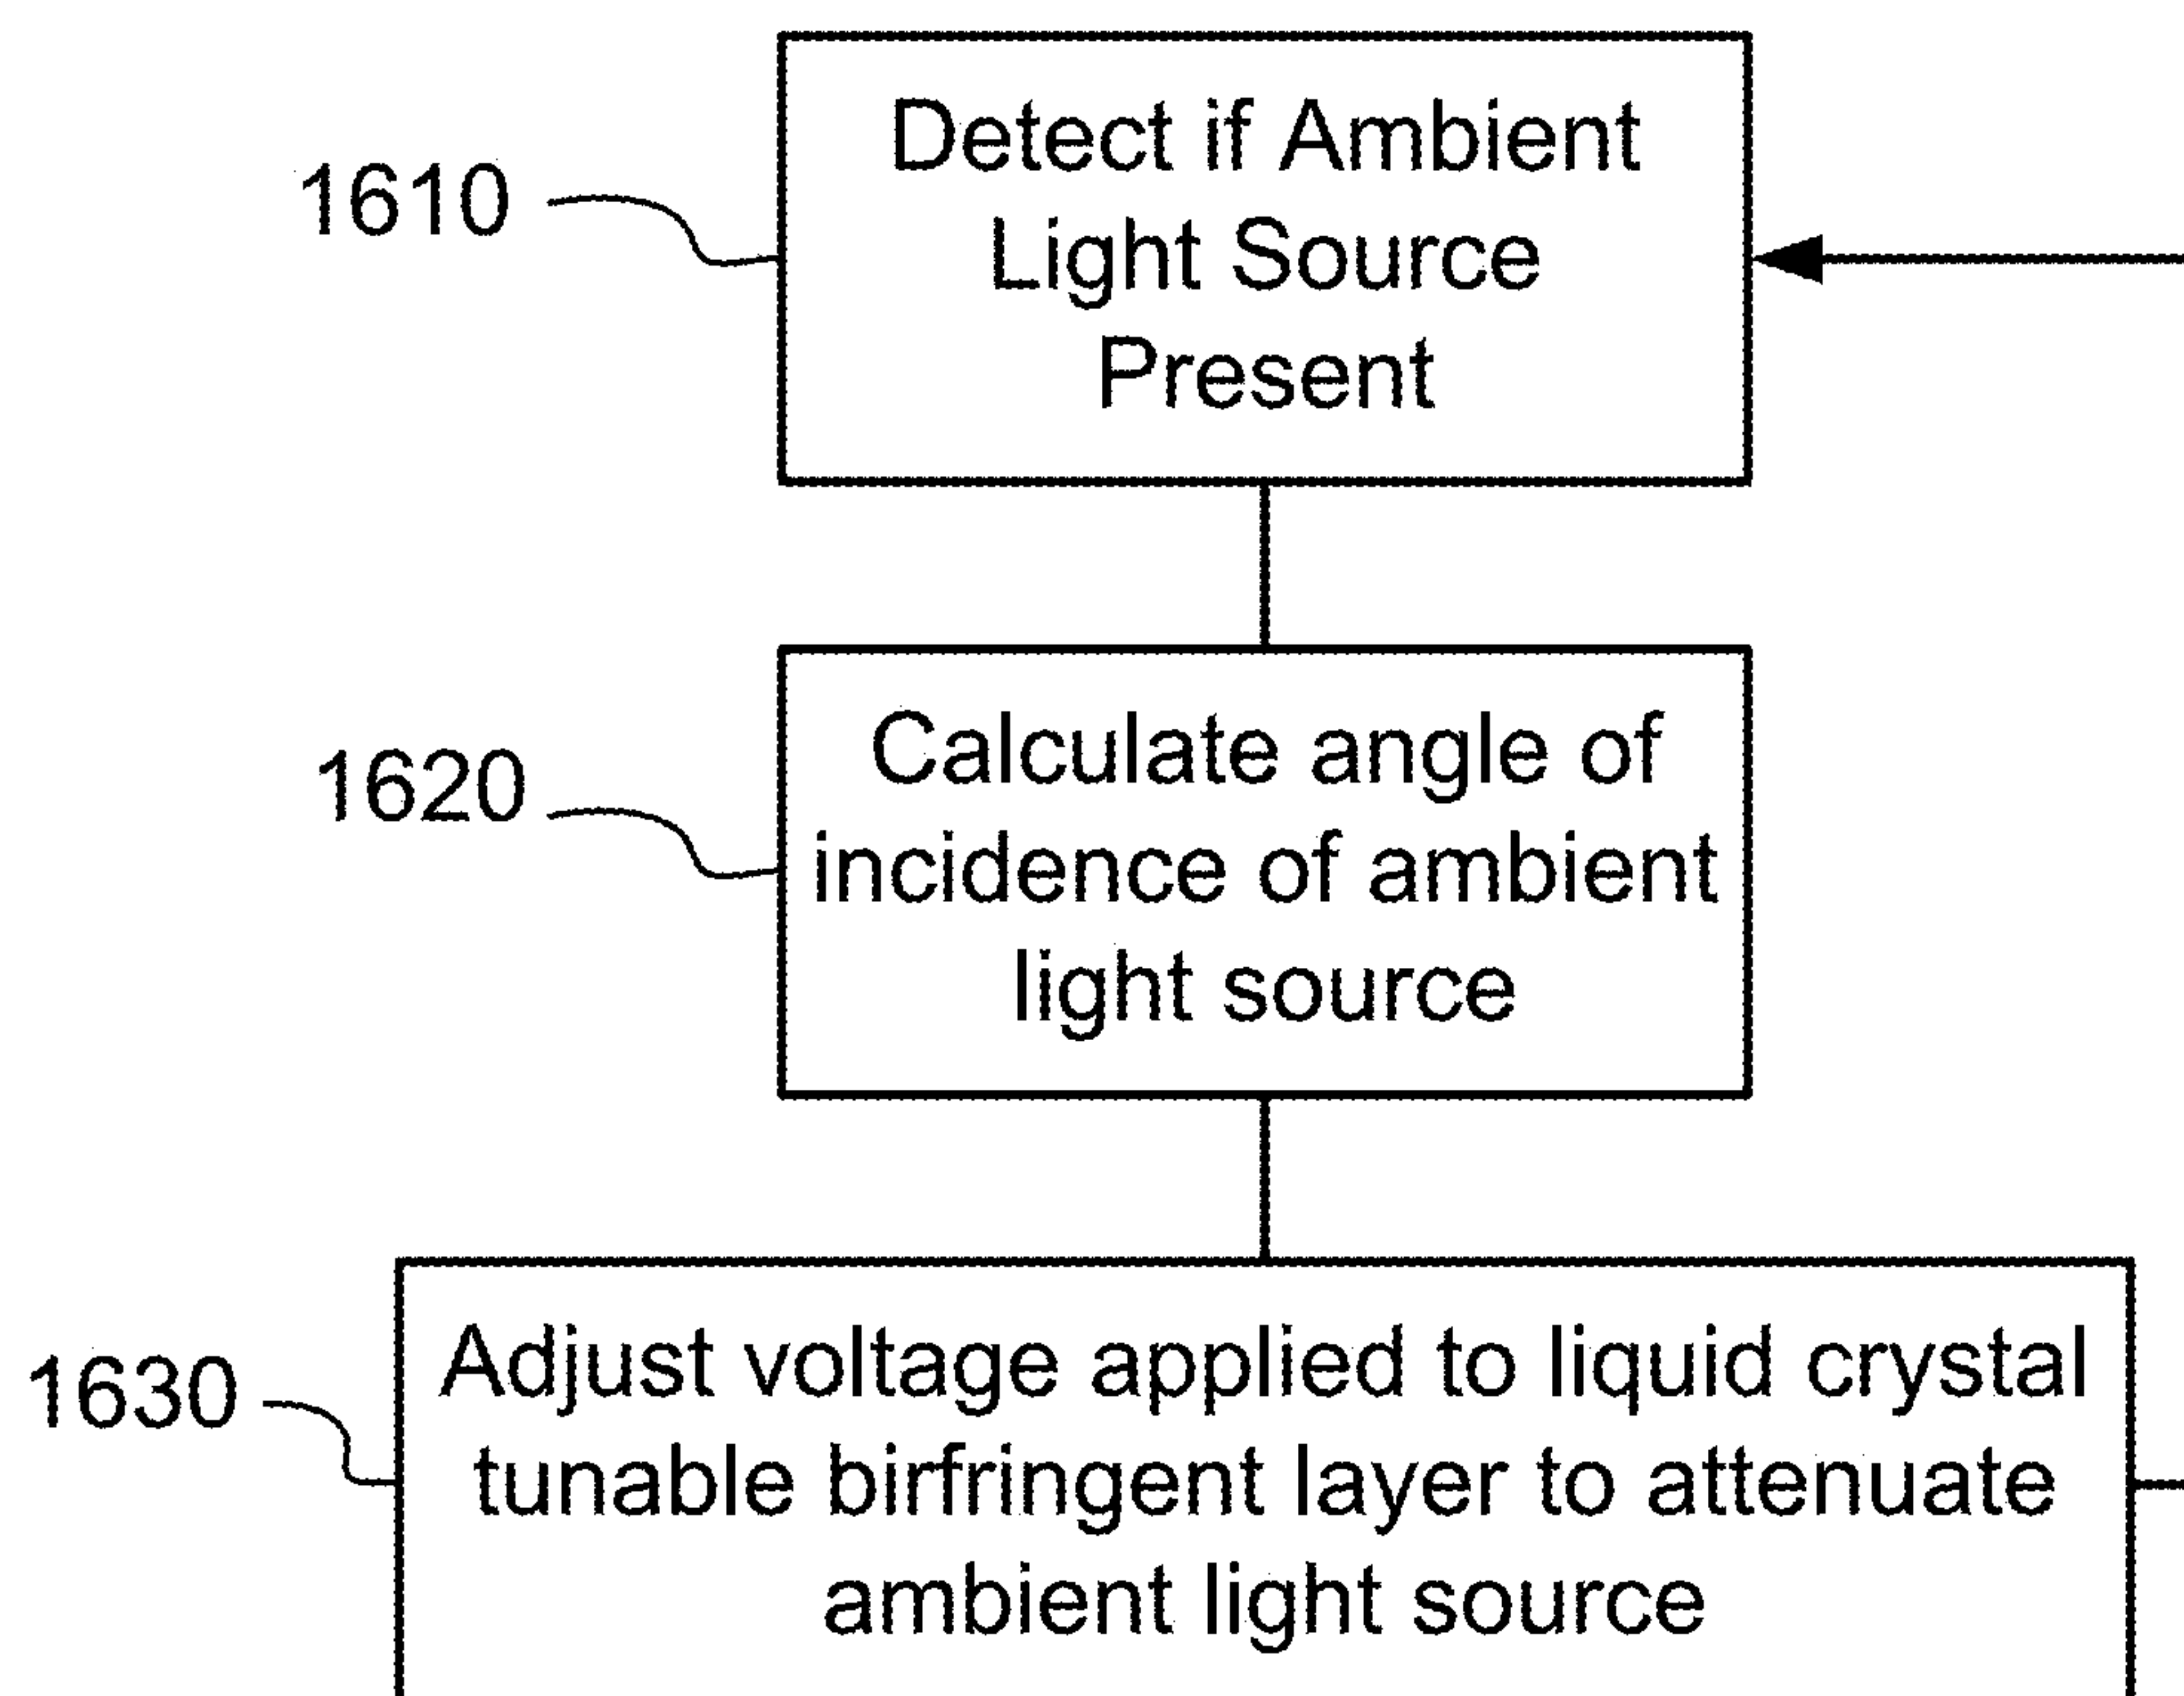 1610
Detect if Ambient
Light Source
Present
1620
Calculate angle of
incidence of ambient
light source
1630
Adjust voltage applied to liquid crystal
tunable birfringent layer to attenuate
ambient light source